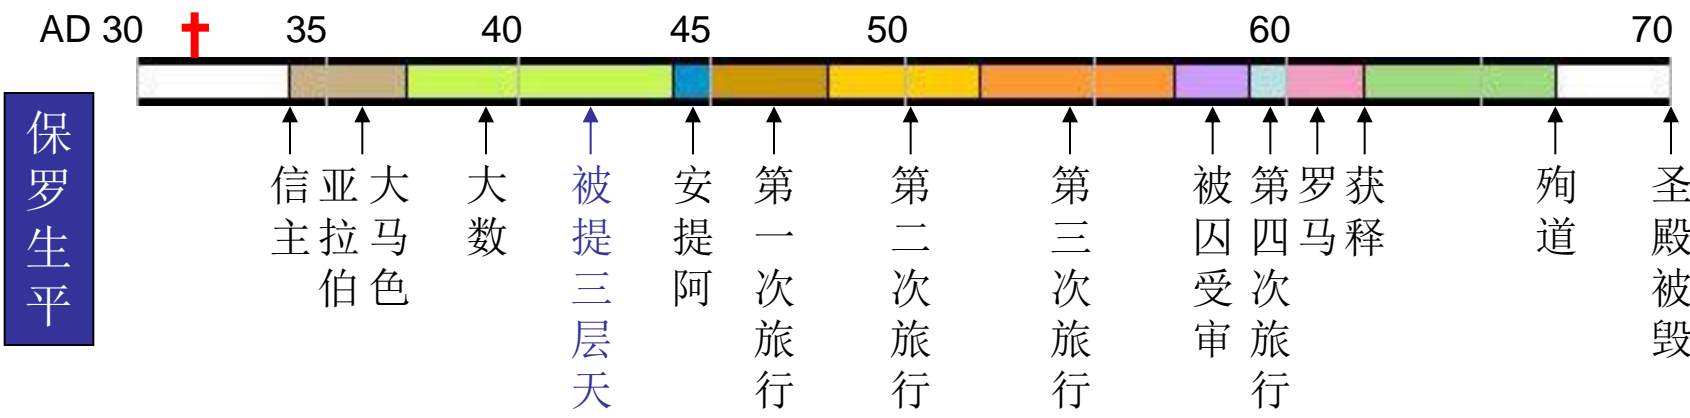 AD 30 35 40 45 50 60 70
保罗生平
信主
亚拉伯
大马色
大数
被提三层天
安提阿
第一次旅行
第二次旅行
第三次旅行
被囚受审
第四次旅行
罗马
获释
殉道
圣殿被毁